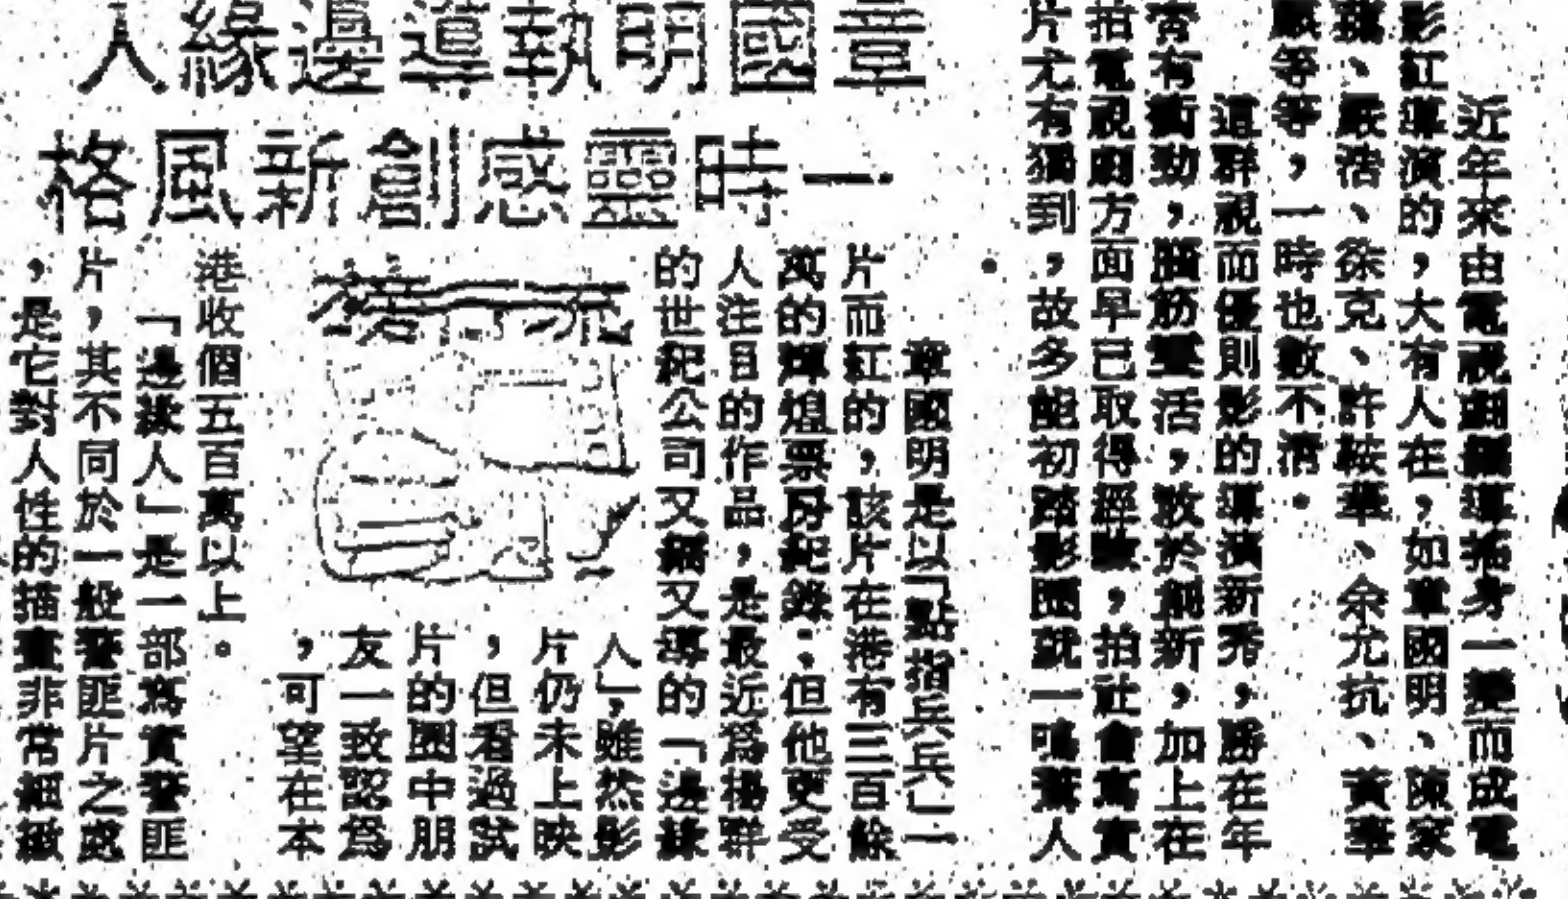 章國明執導邊緣人
一時靈感創新風格
近年來由電視劇編導搖身一變而成電
影紅導演的，大有人在，如章國明、陳家
蓀、嚴浩、徐克、許鞍華、余允抗、黃華
麒等等，一時也數不清。
這群視而優則影的導演新秀，勝在年
青有衝勁，腦筋靈活，敢於創新，加上在
拍電視劇方面早已取得經驗，拍社會寫實
片尤有獨到，故多能初踏影圈就一鳴驚人
。
章國明是以「點指兵兵」一
片而紅的，該片在港有三百餘
萬的輝煌票房紀錄。但他更受
人注目的作品，是最近為楊群
的世紀公司又編又導的「邊緣
人」，雖然影
片仍未上映
，但看過試
片的圈中朋
友一致認為
，可望在本
港收個五百萬以上。
「邊緣人」是一部寫實警匪
片，其不同於一般警匪片之處
，是它對人性的描畫非常細緻